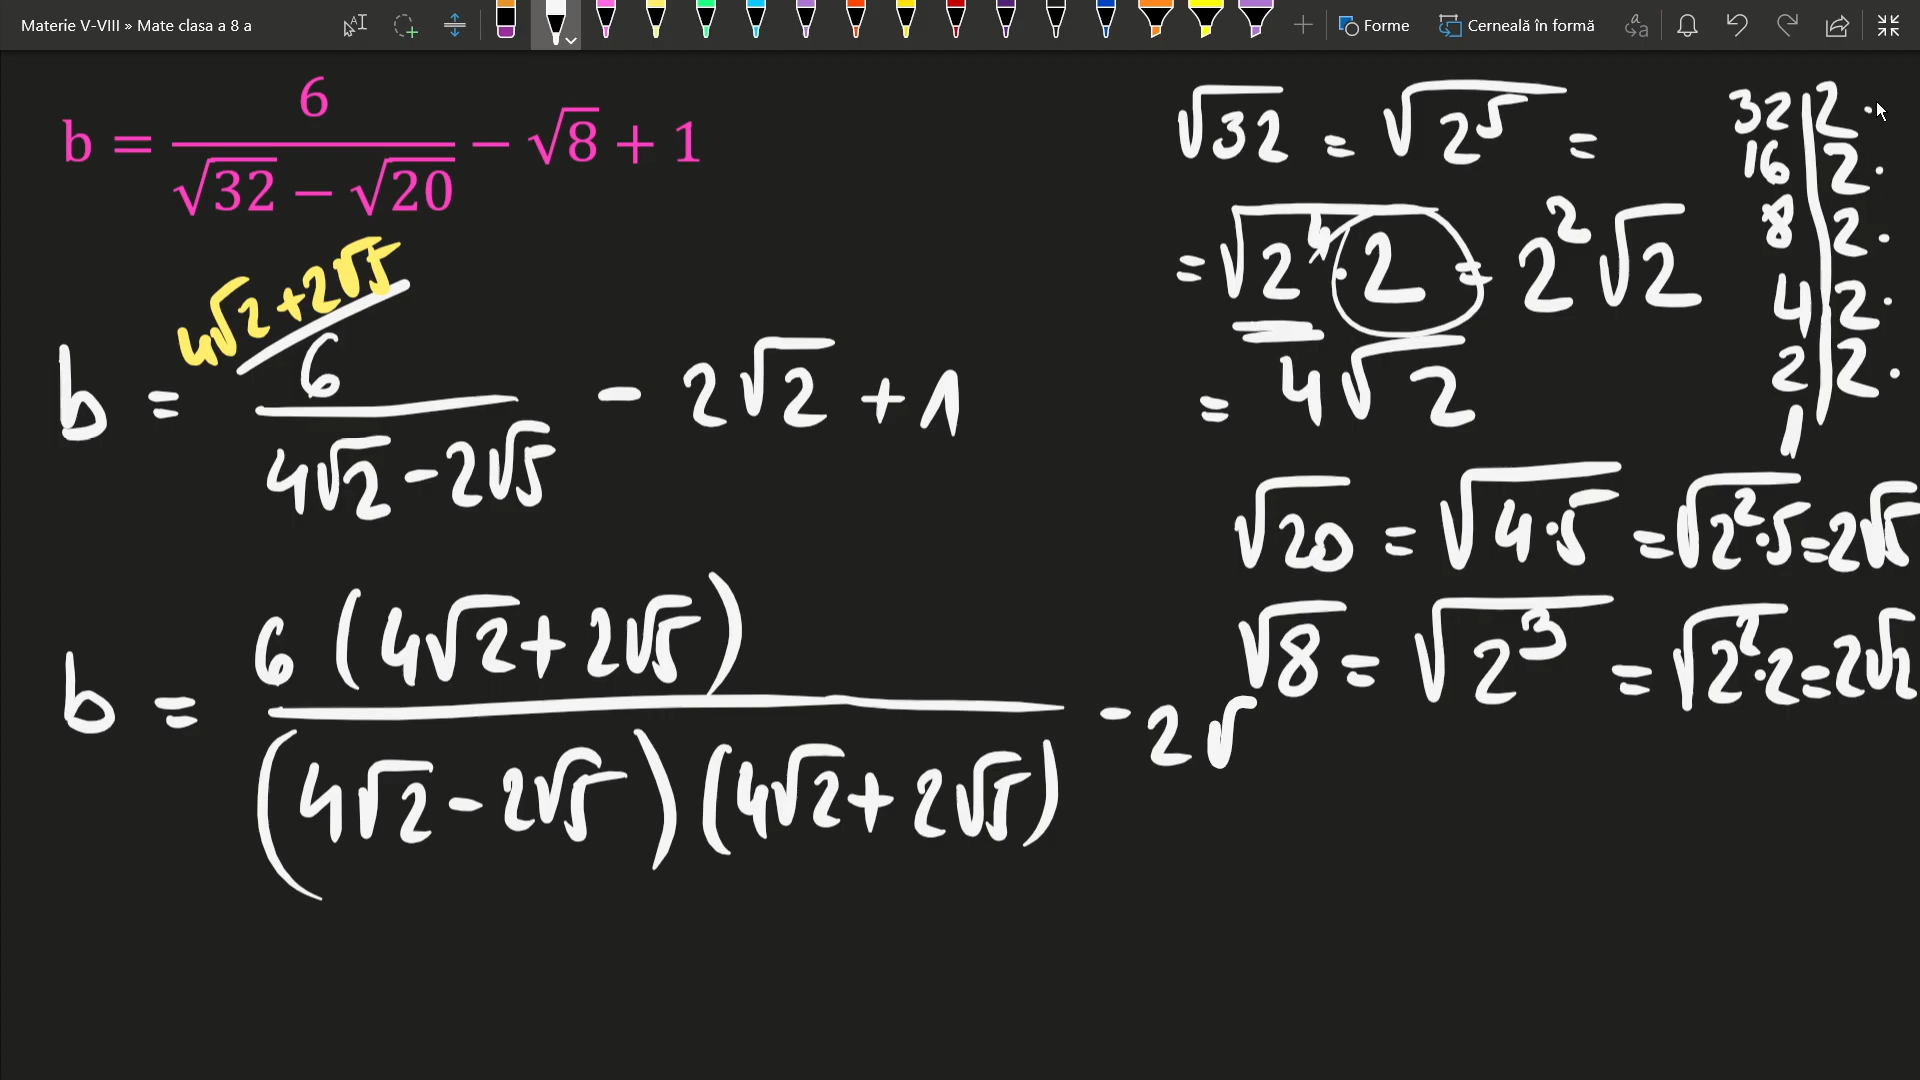 Materie V-VIII » Mate clasa a 8 a
Forme
Cerneală în formă
b = 6 / (√32 − √20) − √8 + 1
4√2 + 2√5
b = 6 / (4√2 − 2√5) − 2√2 + 1
b = 6 (4√2 + 2√5) / (4√2 − 2√5) (4√2 + 2√5) − 2√
√32 = √2⁵ =
= √2⁴ · 2 = 2² √2
= 4√2
32 | 2 ·
16 | 2 ·
8 | 2 ·
4 | 2 ·
2 | 2 ·
1
√20 = √4·5 = √2²·5 = 2√5
√8 = √2³ = √2²·2 = 2√2